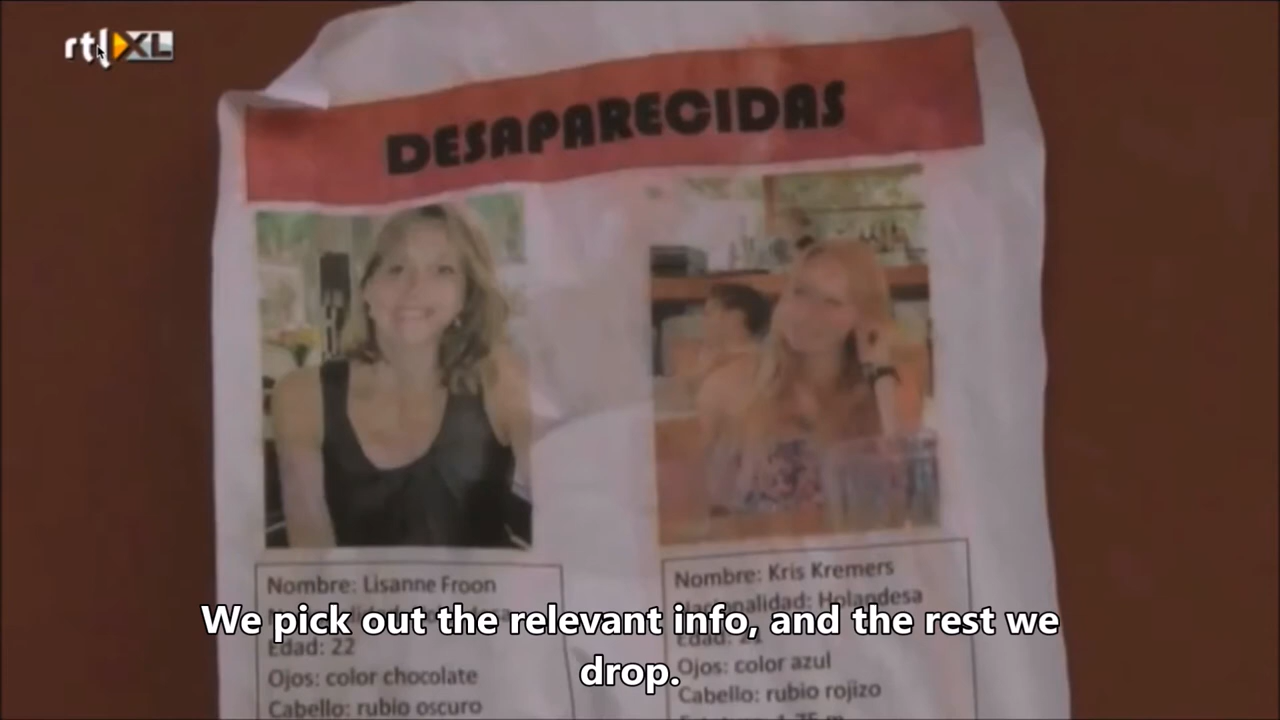 rtl XL
DESAPARECIDAS
Nombre: Lisanne Froon
Edad: 22
Ojos: color chocolate
Cabello: rubio oscuro
Nombre: Kris Kremers
Nacionalidad: Holandesa
Edad:
Ojos: color azul
Cabello: rubio rojizo
We pick out the relevant info, and the rest we
drop.